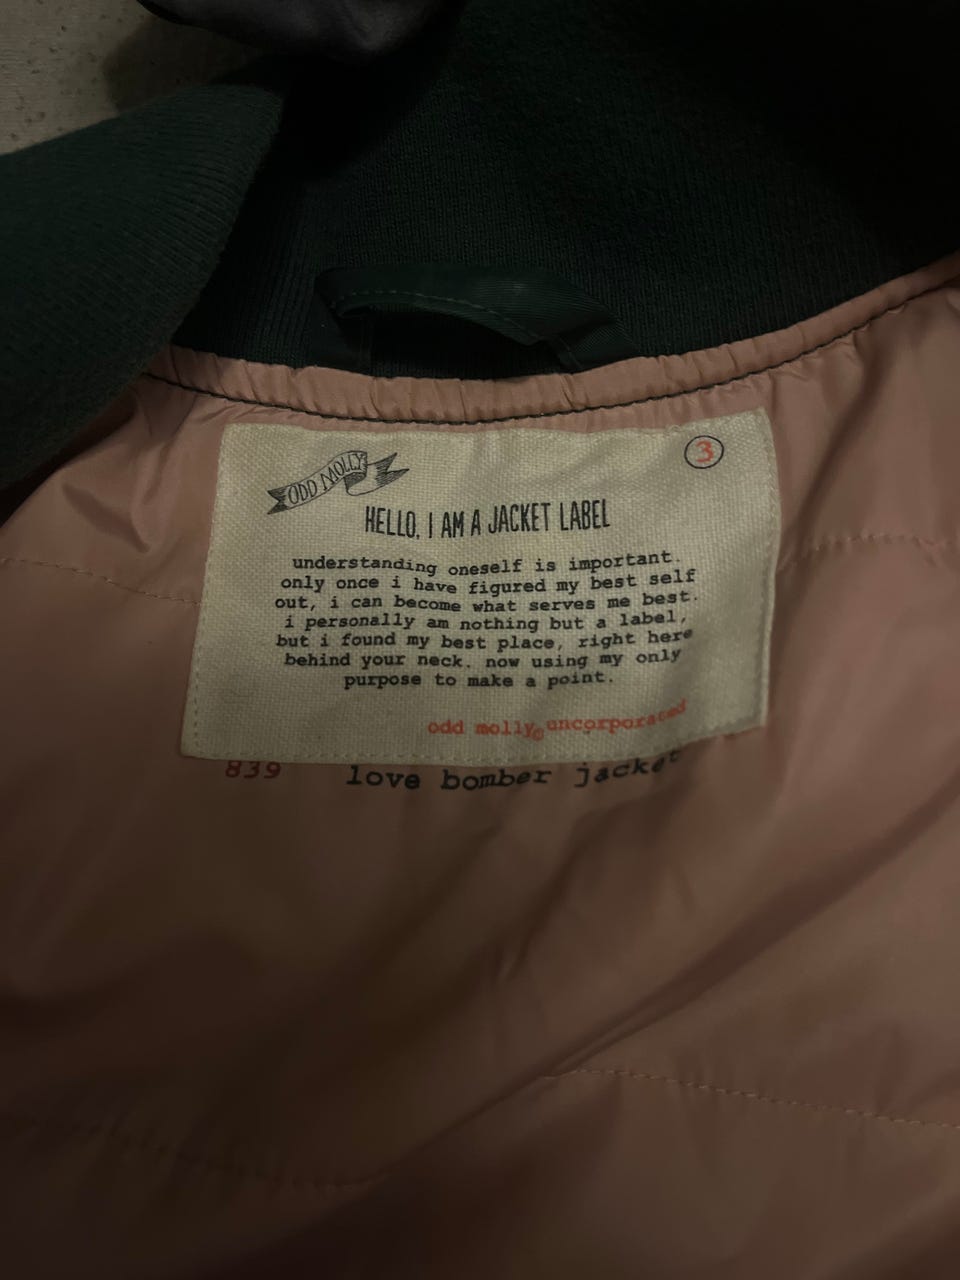 ODD MOLLY
3
HELLO, I AM A JACKET LABEL
understanding oneself is important.
only once i have figured my best self
out, i can become what serves me best.
i personally am nothing but a label,
but i found my best place, right here
behind your neck. now using my only
purpose to make a point.
odd molly© uncorporated
839 love bomber jacket